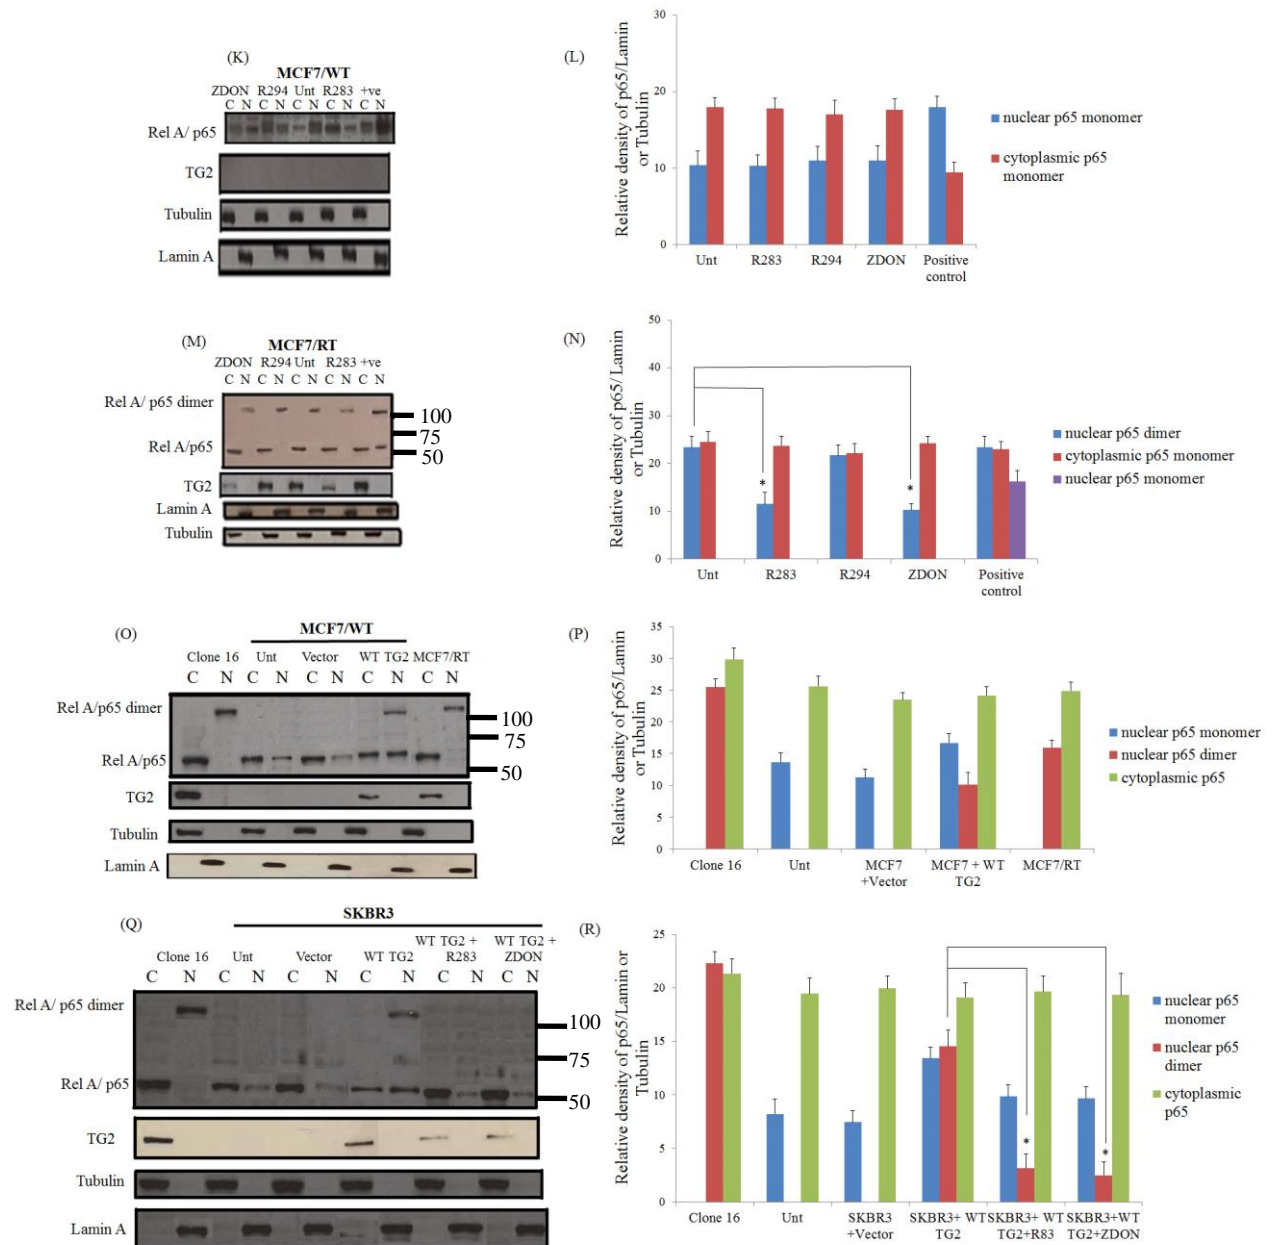 (K)
MCF7/WT
ZDON R294 Unt R283 +ve
C N C N C N C N C N
Rel A/ p65
TG2
Tubulin
Lamin A
(L)
Relative density of p65/Lamin
or Tubulin
30
20
10
0
Unt R283 R294 ZDON Positive
control
nuclear p65 monomer
cytoplasmic p65
monomer
(M)
MCF7/RT
ZDON R294 Unt R283 +ve
C N C N C N C N C N
Rel A/ p65 dimer
Rel A/p65
100
75
50
TG2
Lamin A
Tubulin
(N)
Relative density of p65/ Lamin
or Tubulin
50
40
30
20
10
0
* *
Unt R283 R294 ZDON Positive
control
nuclear p65 dimer
cytoplasmic p65 monomer
nuclear p65 monomer
(O)
MCF7/WT
Clone 16 Unt Vector WT TG2 MCF7/RT
C N C N C N C N C N
Rel A/p65 dimer
Rel A/p65
100
75
50
TG2
Tubulin
Lamin A
(P)
Relative density of p65/Lamin
or Tubulin
35
30
25
20
15
10
5
0
Clone 16 Unt MCF7 MCF7 + WT MCF7/RT
+Vector TG2
nuclear p65 monomer
nuclear p65 dimer
cytoplasmic p65
(Q)
SKBR3
WT TG2 + WT TG2 +
Clone 16 Unt Vector WT TG2 R283 ZDON
C N C N C N C N C N C N
Rel A/ p65 dimer
Rel A/ p65
100
75
50
TG2
Tubulin
Lamin A
(R)
Relative density of p65/Lamin or
Tubulin
25
20
15
10
5
0
* *
Clone 16 Unt SKBR3 SKBR3+ WT SKBR3+ WT SKBR3+WT
+Vector TG2 TG2+R83 TG2+ZDON
nuclear p65
monomer
nuclear p65
dimer
cytoplasmic
p65